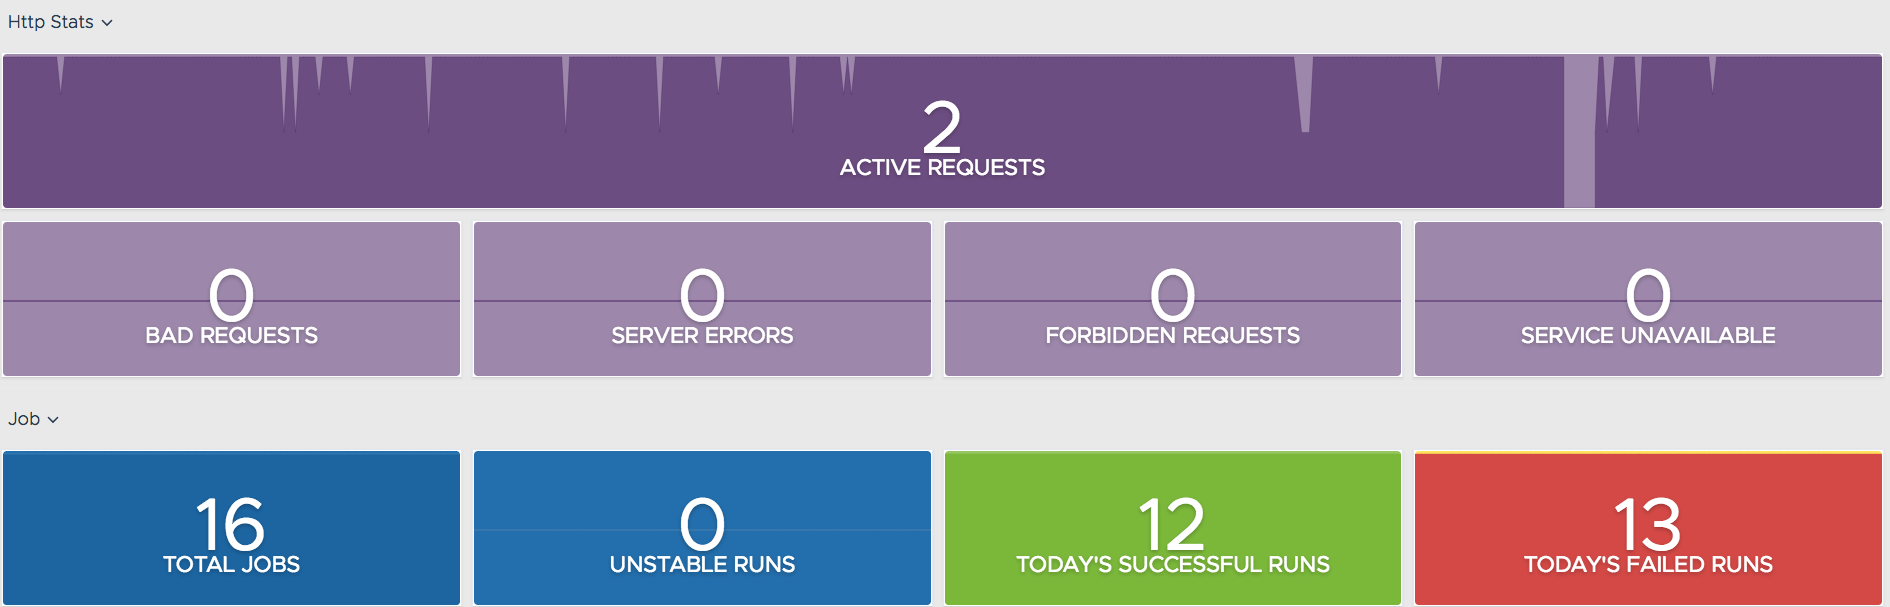 Http Stats
2
ACTIVE REQUESTS
0
BAD REQUESTS
0
SERVER ERRORS
0
FORBIDDEN REQUESTS
0
SERVICE UNAVAILABLE
Job
16
TOTAL JOBS
0
UNSTABLE RUNS
12
TODAY'S SUCCESSFUL RUNS
13
TODAY'S FAILED RUNS